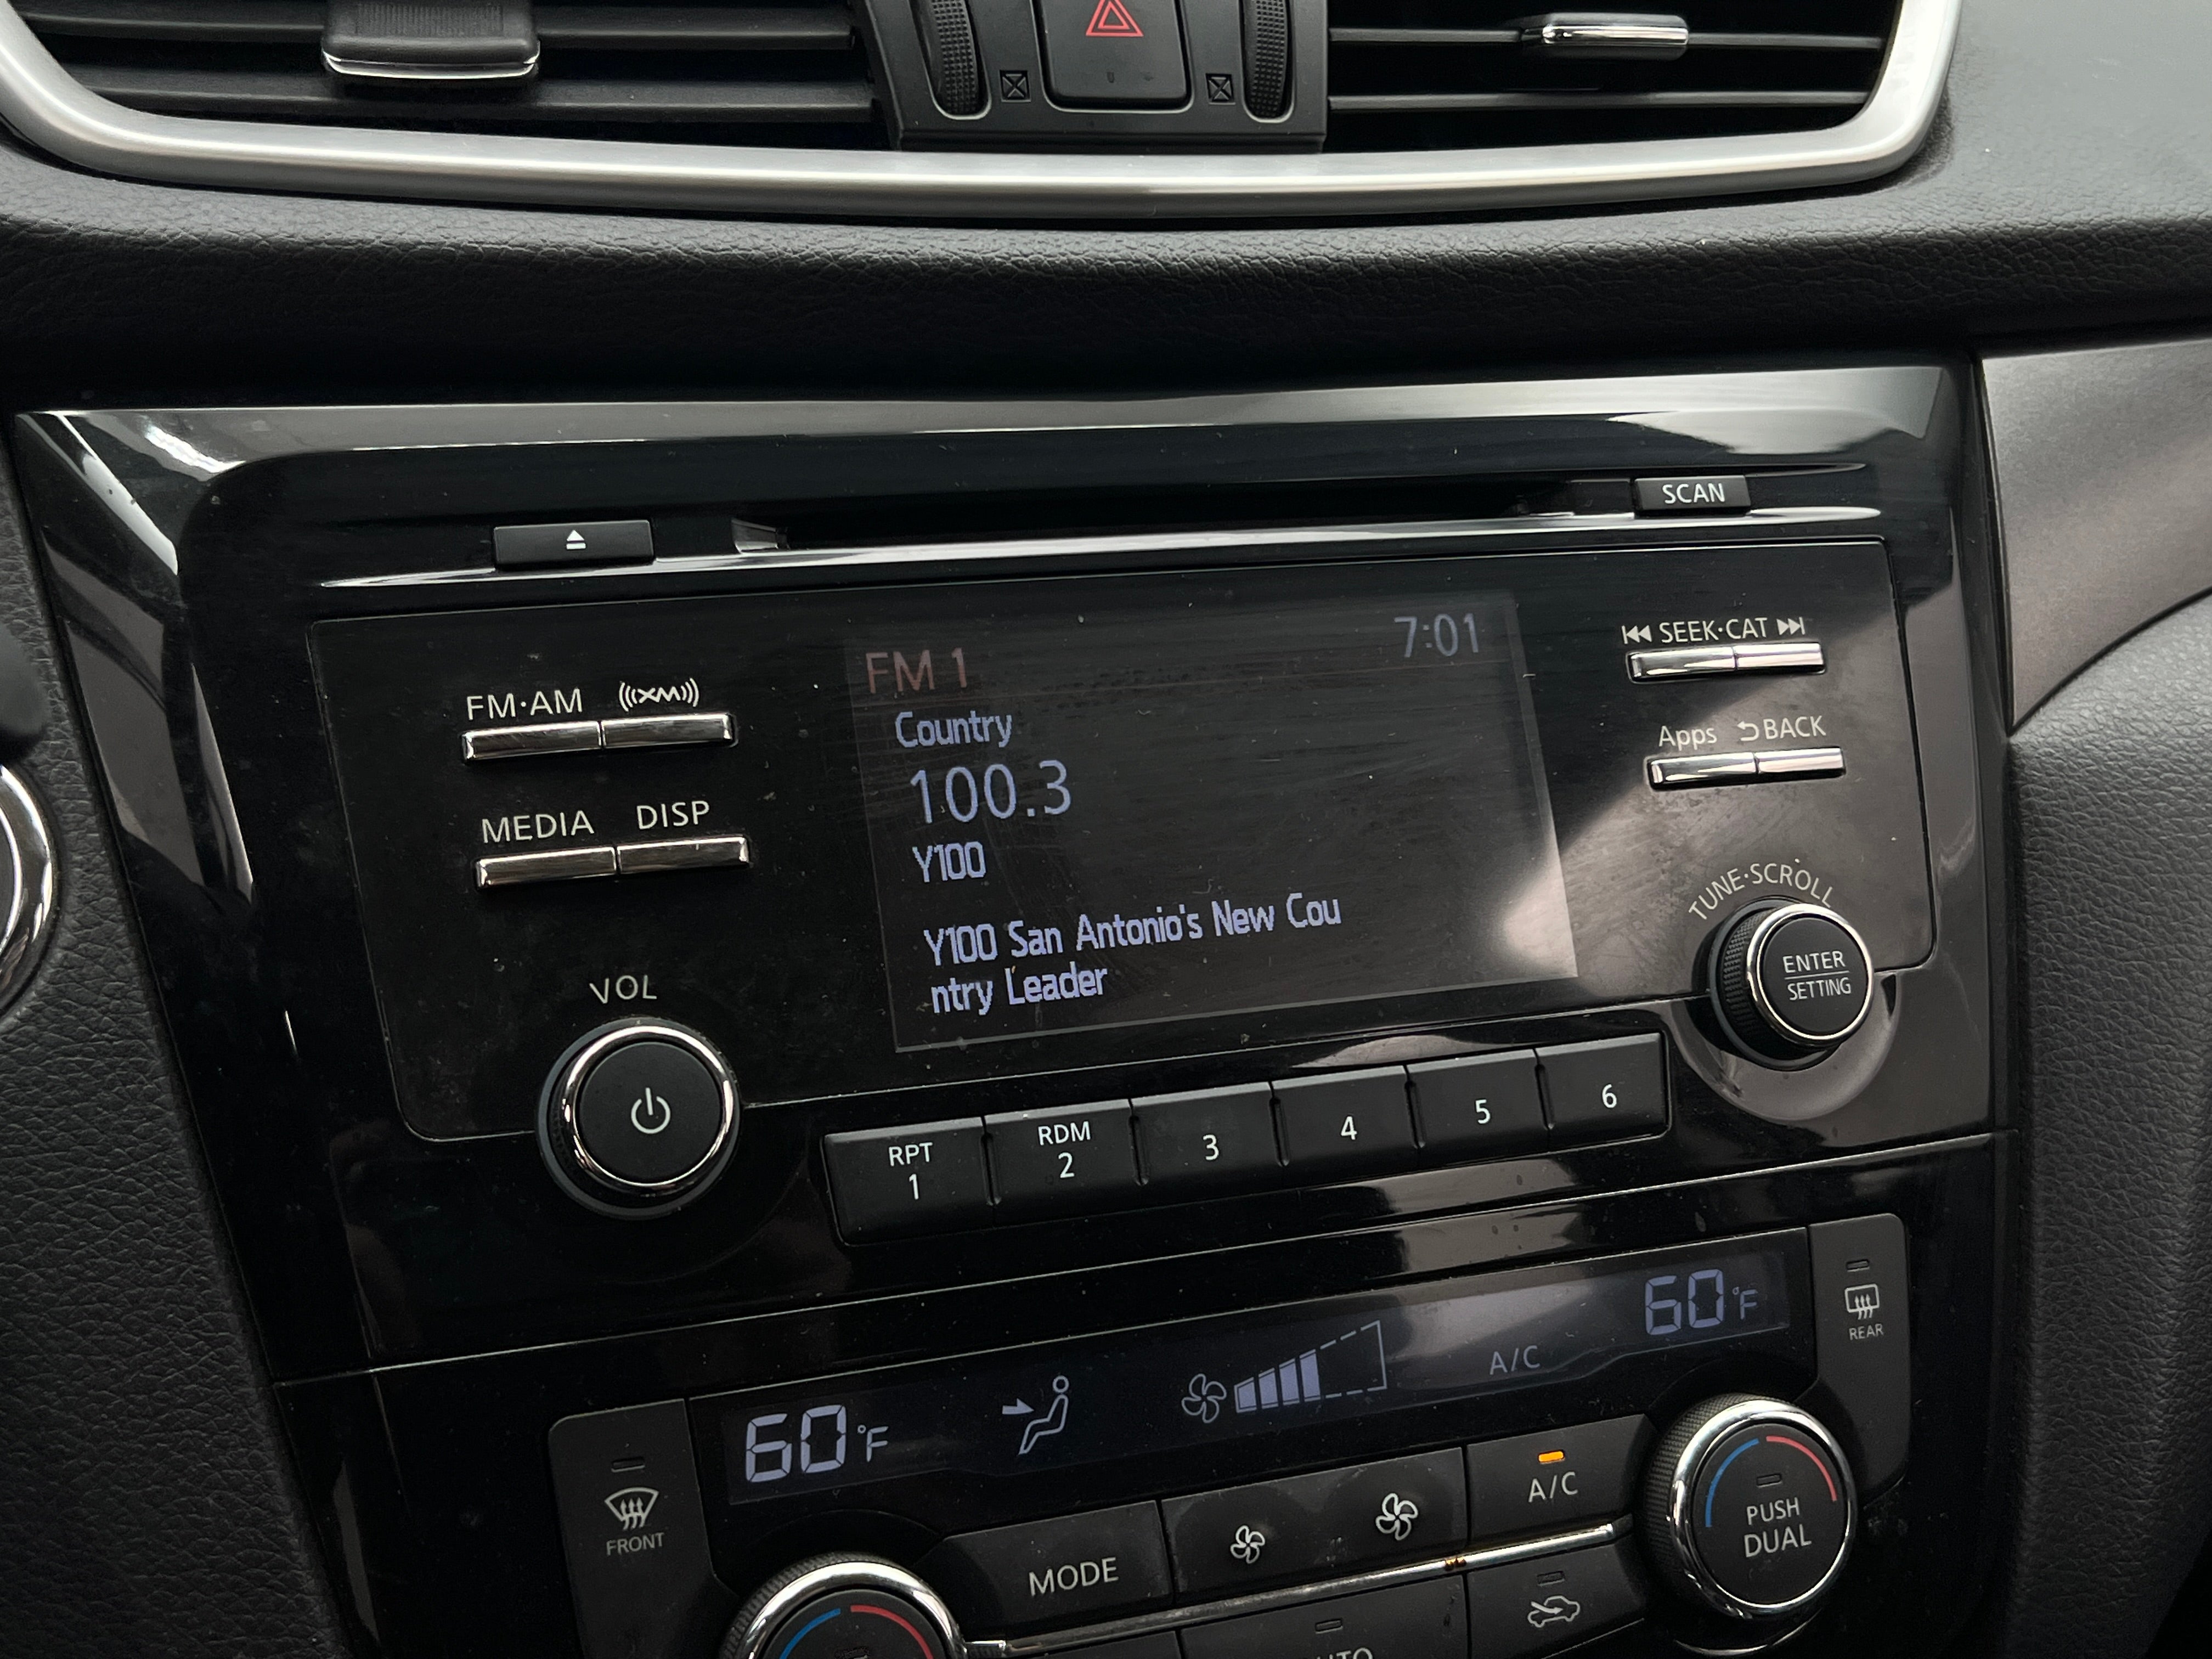 SCAN
FM 1 7:01
SEEK·CAT
FM·AM XM
Country
Apps BACK
100.3
MEDIA DISP
Y100
TUNE·SCROLL
Y100 San Antonio's New Cou
ntry Leader
ENTER
SETTING
VOL
RPT
1
RDM
2
3
4
5
6
60°F
A/C
60°F
REAR
FRONT
MODE
A/C
PUSH
DUAL